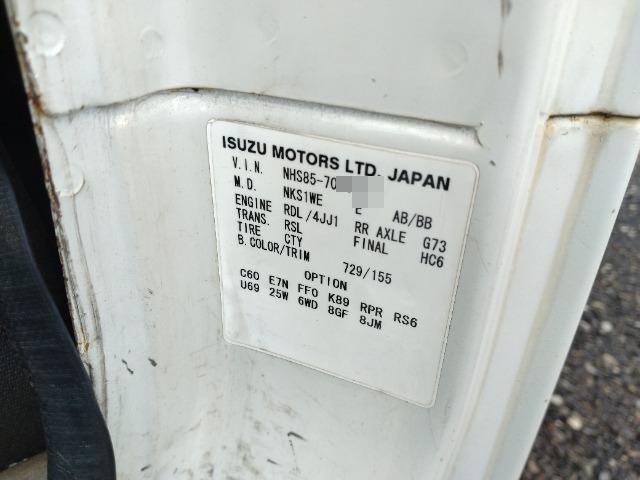 ISUZU MOTORS LTD. JAPAN
V.I.N. NHS85-70
M.D. NKS1WE E AB/BB
ENGINE RDL/4JJ1 RR AXLE G73
TRANS. RSL FINAL HC6
TIRE CTY
B.COLOR/TRIM 729/155
OPTION
C60 E7N FF0 K89 RPR RS6
U69 25W 6WD 8GF 8JM